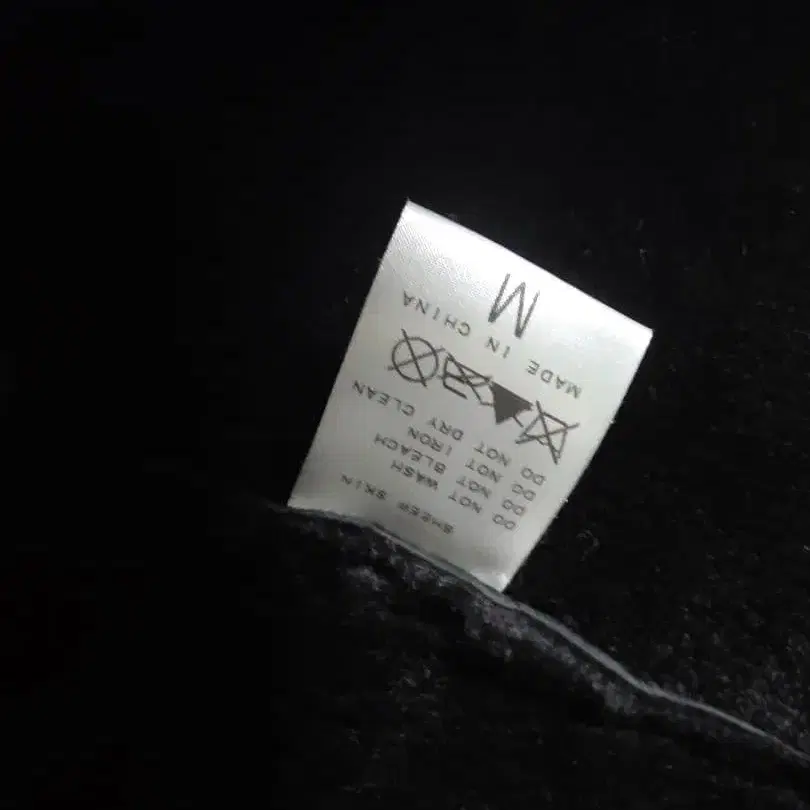 SHEEP SKIN
DO NOT WASH
DO NOT BLEACH
DO NOT IRON
DO NOT DRY CLEAN
MADE IN CHINA
M